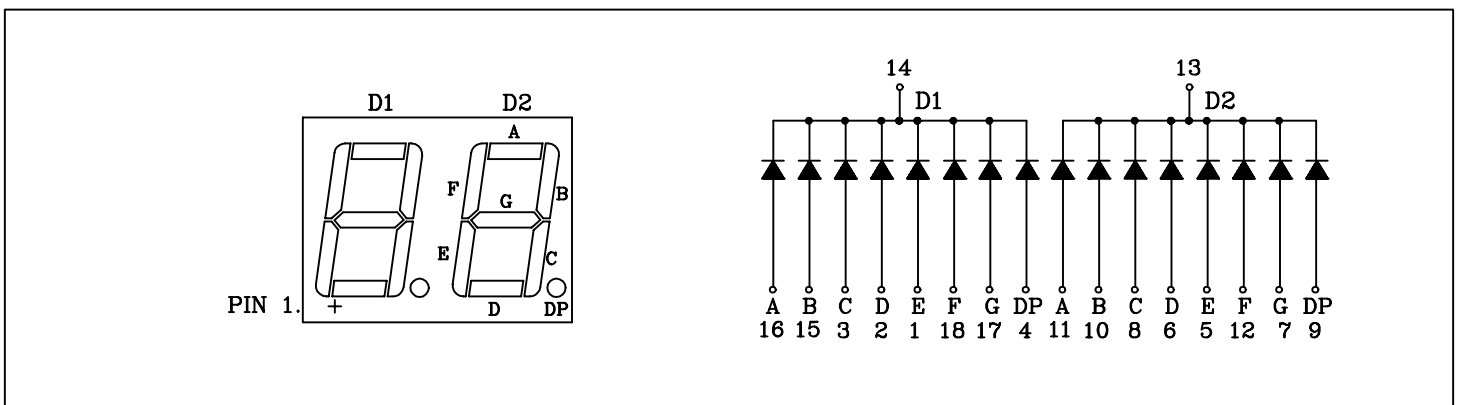 D1 D2
A
F B
G
E C
D DP
PIN 1. +
14 13
D1 D2
A B C D E F G DP A B C D E F G DP
16 15 3 2 1 18 17 4 11 10 8 6 5 12 7 9